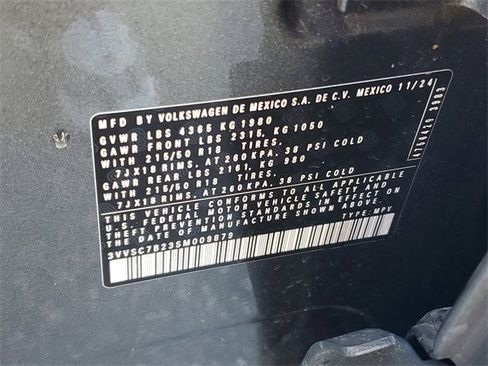 MFD BY VOLKSWAGEN DE MEXICO S.A. DE C.V. MEXICO 11/24
GVWR LBS 4365 KG 1980
GAWR FRONT LBS 2315, KG 1050
WITH 215/50 R18 TIRES.
7JX18 RIMS, AT 260 KPA, 38 PSI COLD
GAWR REAR LBS 2161, KG 980
WITH 215/50 R18 TIRES.
7JX18 RIMS, AT 260 KPA, 38 PSI COLD
THIS VEHICLE CONFORMS TO ALL APPLICABLE
U.S. FEDERAL MOTOR VEHICLE SAFETY AND THEFT
PREVENTION STANDARDS IN EFFECT ON
THE DATE OF MANUFACTURE SHOWN ABOVE.
3VVSC7B23SM009879 TYPE: MPV